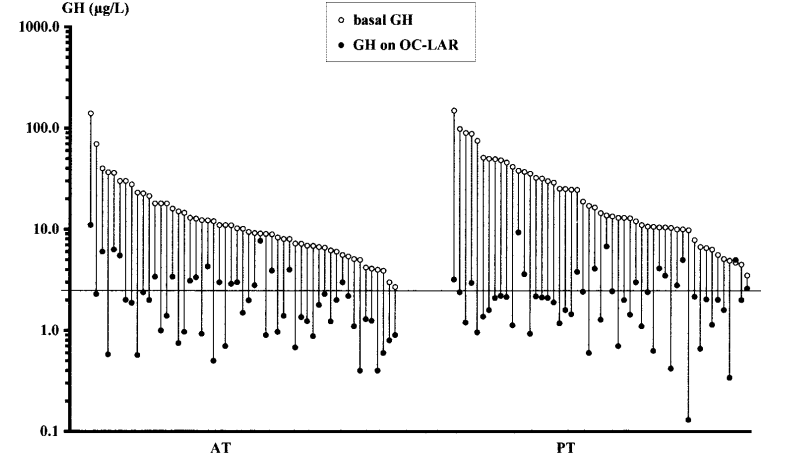 GH (µg/L)
basal GH
GH on OC-LAR
1000.0
100.0
10.0
1.0
0.1
AT
PT